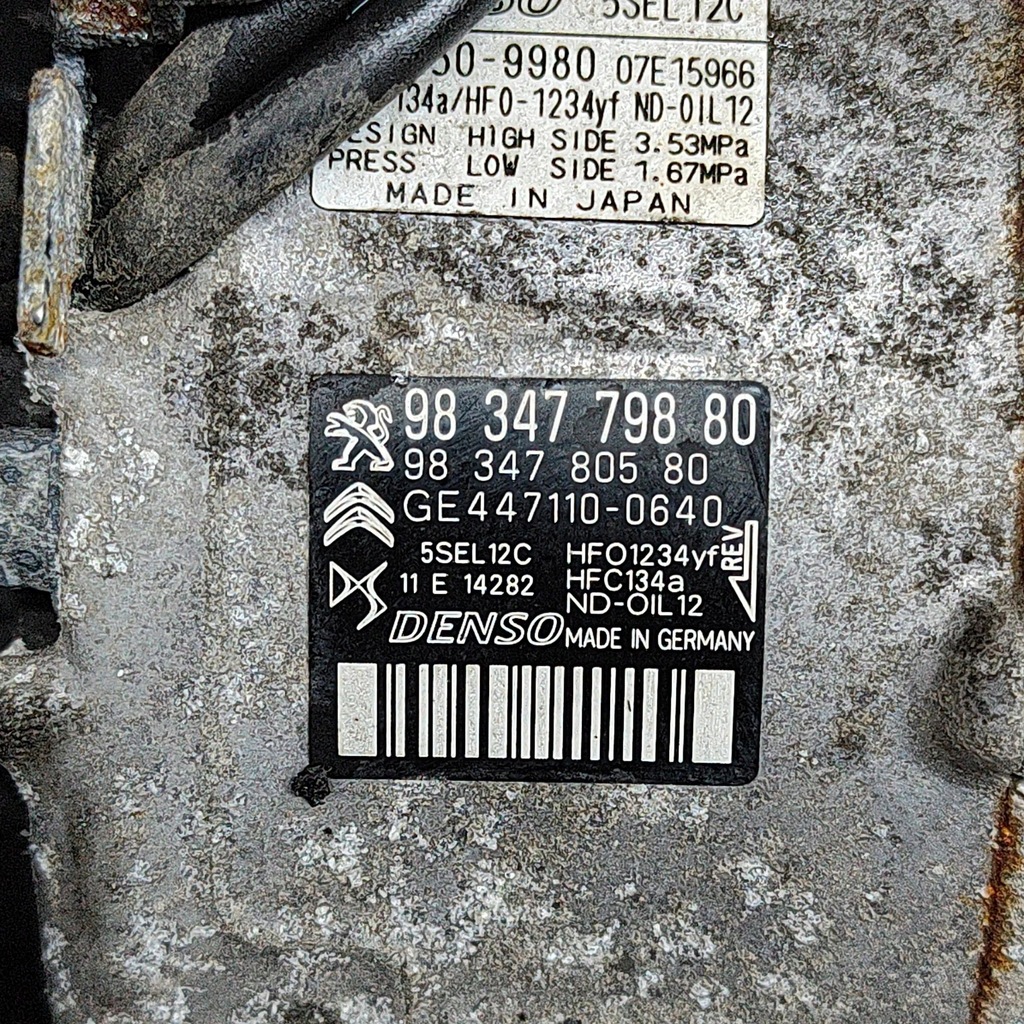 5SEL12C
50-9980 07E15966
134a/HFO-1234yf ND-OIL12
DESIGN HIGH SIDE 3.53MPa
PRESS LOW SIDE 1.67MPa
MADE IN JAPAN
98 347 798 80
98 347 805 80
GE447110-0640
5SEL12C HFO1234yf
REV
11 E 14282 HFC134a
ND-OIL12
DENSO MADE IN GERMANY